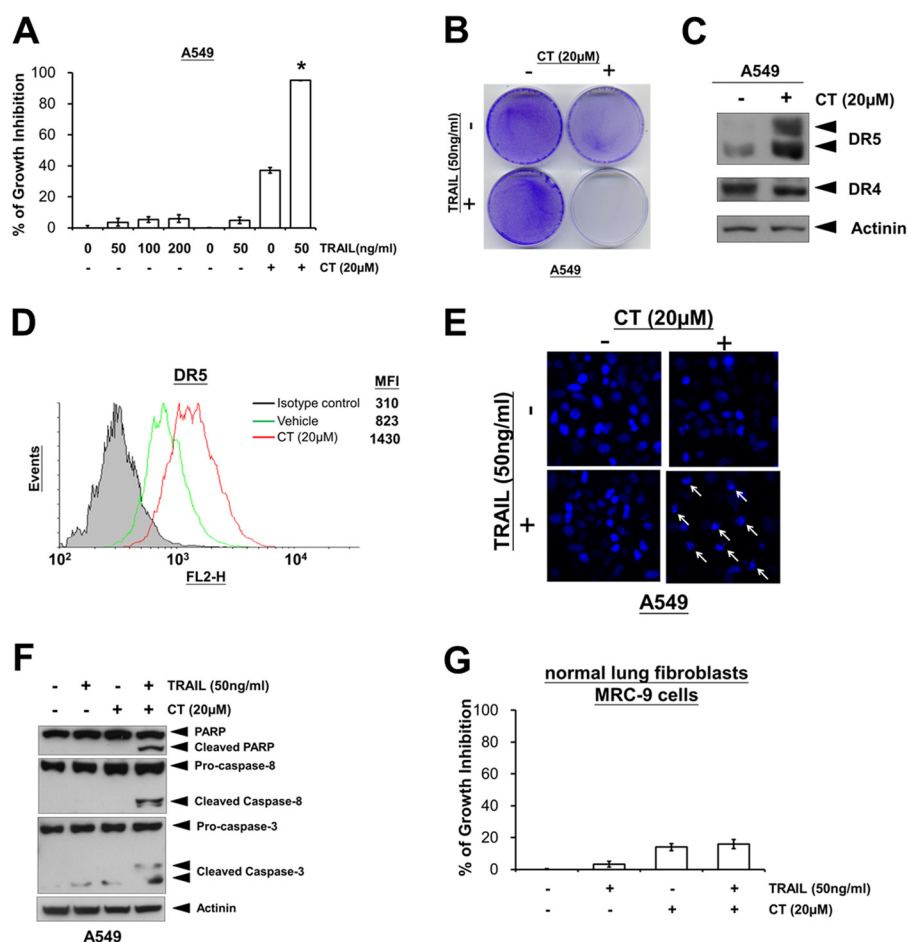 A
A549
% of Growth Inhibition
100
80
60
40
20
0
0 50 100 200 0 50 0 50 TRAIL(ng/ml)
- - - - - - + + CT (20µM)
*
B
CT (20µM)
- +
TRAIL (50ng/ml)
-
+
A549
C
A549
- + CT (20µM)
DR5
DR4
Actinin
D
DR5
MFI
Isotype control 310
Vehicle 823
CT (20µM) 1430
Events
10² 10³ 10⁴
FL2-H
E
CT (20µM)
- +
TRAIL (50ng/ml)
-
+
A549
F
- + - + TRAIL (50ng/ml)
- - + + CT (20µM)
PARP
Cleaved PARP
Pro-caspase-8
Cleaved Caspase-8
Pro-caspase-3
Cleaved Caspase-3
Actinin
A549
G
normal lung fibroblasts
MRC-9 cells
% of Growth Inhibition
100
80
60
40
20
0
- + - + TRAIL (50ng/ml)
- - + + CT (20µM)